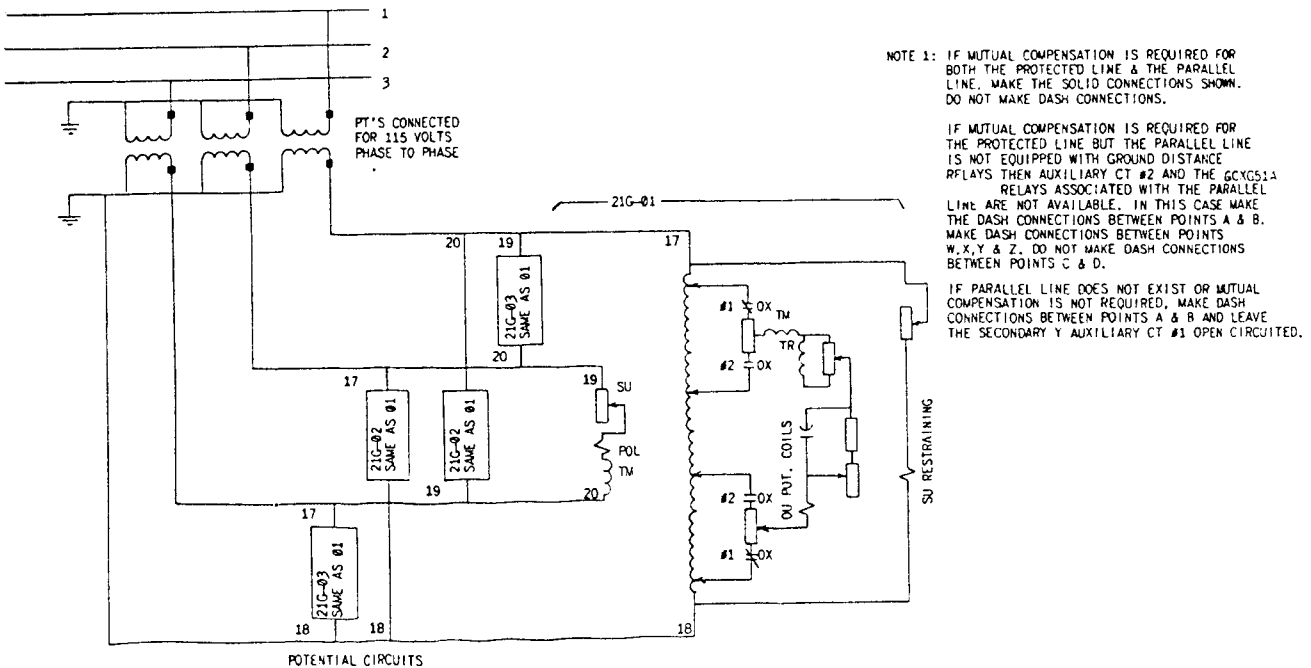 1
2
3
PT'S CONNECTED
FOR 115 VOLTS
PHASE TO PHASE
NOTE 1: IF MUTUAL COMPENSATION IS REQUIRED FOR
BOTH THE PROTECTED LINE & THE PARALLEL
LINE, MAKE THE SOLID CONNECTIONS SHOWN.
DO NOT MAKE DASH CONNECTIONS.
IF MUTUAL COMPENSATION IS REQUIRED FOR
THE PROTECTED LINE BUT THE PARALLEL LINE
IS NOT EQUIPPED WITH GROUND DISTANCE
RELAYS THEN AUXILIARY CT #2 AND THE GCXG51A
RELAYS ASSOCIATED WITH THE PARALLEL
LINE ARE NOT AVAILABLE. IN THIS CASE MAKE
THE DASH CONNECTIONS BETWEEN POINTS A & B.
MAKE DASH CONNECTIONS BETWEEN POINTS
W,X,Y & Z. DO NOT MAKE DASH CONNECTIONS
BETWEEN POINTS C & D.
IF PARALLEL LINE DOES NOT EXIST OR MUTUAL
COMPENSATION IS NOT REQUIRED, MAKE DASH
CONNECTIONS BETWEEN POINTS A & B AND LEAVE
THE SECONDARY Y AUXILIARY CT #1 OPEN CIRCUITED.
21G-01
20
19
17
21G-03
SAME AS 01
20
#1
OX
TM
TR
#2
OX
17
19
SU
21G-02
SAME AS 01
21G-02
SAME AS 01
POL
TM
19
20
OU POT. COILS
SU RESTRAINING
#2
OX
#1
OX
17
21G-03
SAME AS 01
18
18
18
POTENTIAL CIRCUITS